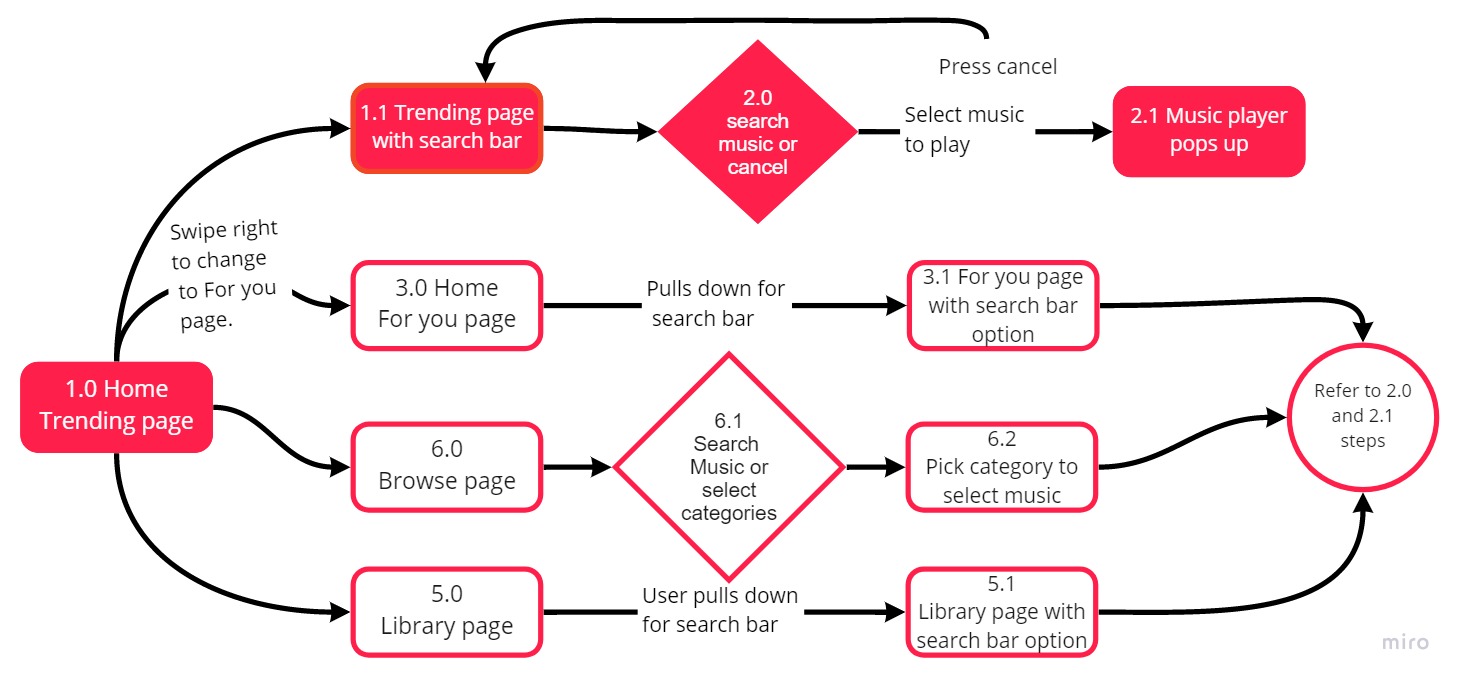 Press cancel
1.1 Trending page
with search bar
2.0
search
music or
cancel
Select music
to play
2.1 Music player
pops up
Swipe right
to change
to For you
page.
3.0 Home
For you page
Pulls down for
search bar
3.1 For you page
with search bar
option
1.0 Home
Trending page
6.0
Browse page
6.1
Search
Music or
select
categories
6.2
Pick category to
select music
Refer to 2.0
and 2.1
steps
5.0
Library page
User pulls down
for search bar
5.1
Library page with
search bar option
miro